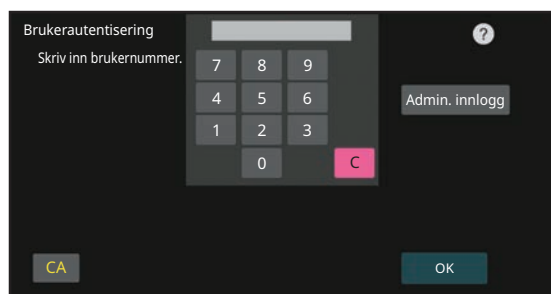 Brukerautentisering
?
Skriv inn brukernummer.
7 8 9
4 5 6
Admin. innlogg
1 2 3
0 C
CA
OK